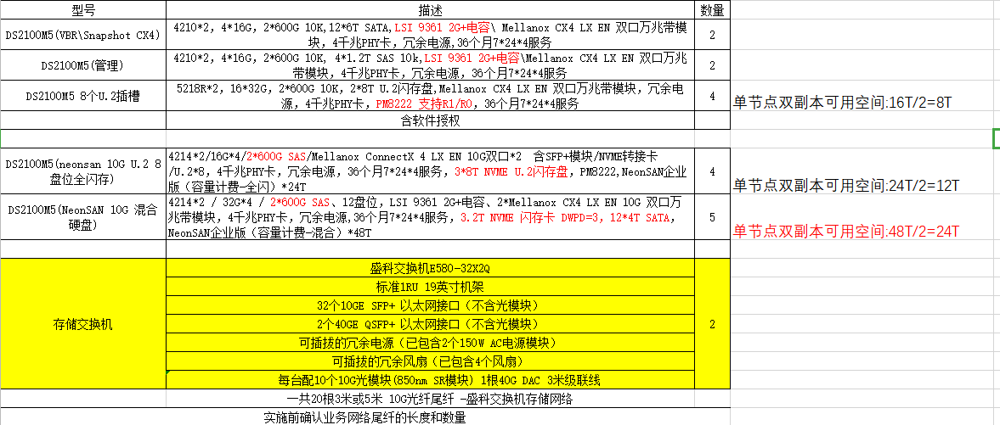 型号 描述 数量
DS2100M5(VBR\Snapshot CX4)
4210*2，4*16G，2*600G 10K,12*6T SATA,LSI 9361 2G+电容\ Mellanox CX4 LX EN 双口万兆带模
块，4千兆PHY卡，冗余电源,36个月7*24*4服务
2
DS2100M5(管理)
4210*2，4*16G，2*600G 10K, 4*1.2T SAS 10k,LSI 9361 2G+电容\Mellanox CX4 LX EN 双口万兆
带模块，4千兆PHY卡，冗余电源，36个月7*24*4服务
2
DS2100M5 8个U.2插槽
5218R*2，16*32G，2*600G 10K，2*8T U.2闪存盘,Mellanox CX4 LX EN 双口万兆带模块，冗余电
源，4千兆PHY卡，PM8222 支持R1/R0，36个月7*24*4服务
4
单节点双副本可用空间:16T/2=8T
含软件授权
DS2100M5(neonsan 10G U.2 8
盘位全闪存)
4214*2/16G*4/2*600G SAS/Mellanox ConnectX 4 LX EN 10G双口*2 含SFP+模块/NVME转接卡
/U.2*8，4千兆PHY卡，冗余电源，36个月7*24*4服务，3*8T NVME U.2闪存盘，PM8222,NeonSAN企业
版（容量计费-全闪）*24T
4
单节点双副本可用空间:24T/2=12T
DS2100M5(NeonSAN 10G 混合
硬盘)
4214*2 / 32G*4 / 2*600G SAS、12盘位，LSI 9361 2G+电容、2*Mellanox CX4 LX EN 10G 双口万
兆带模块，4千兆PHY卡，冗余电源,36个月7*24*4服务，3.2T NVME 闪存卡 DWPD=3，12*4T SATA，
NeonSAN企业版（容量计费-混合）*48T
5
单节点双副本可用空间:48T/2=24T
存储交换机
盛科交换机E580-32X2Q
标准1RU 19英寸机架
32个10GE SFP+ 以太网接口（不含光模块）
2个40GE QSFP+ 以太网接口（不含光模块）
可插拔的冗余电源（已包含2个150W AC电源模块）
可插拔的冗余风扇（已包含4个风扇）
每台配10个10G光模块(850nm SR模块) 1根40G DAC 3米级联线
2
一共20根3米或5米 10G光纤尾纤 -盛科交换机存储网络
实施前确认业务网络尾纤的长度和数量